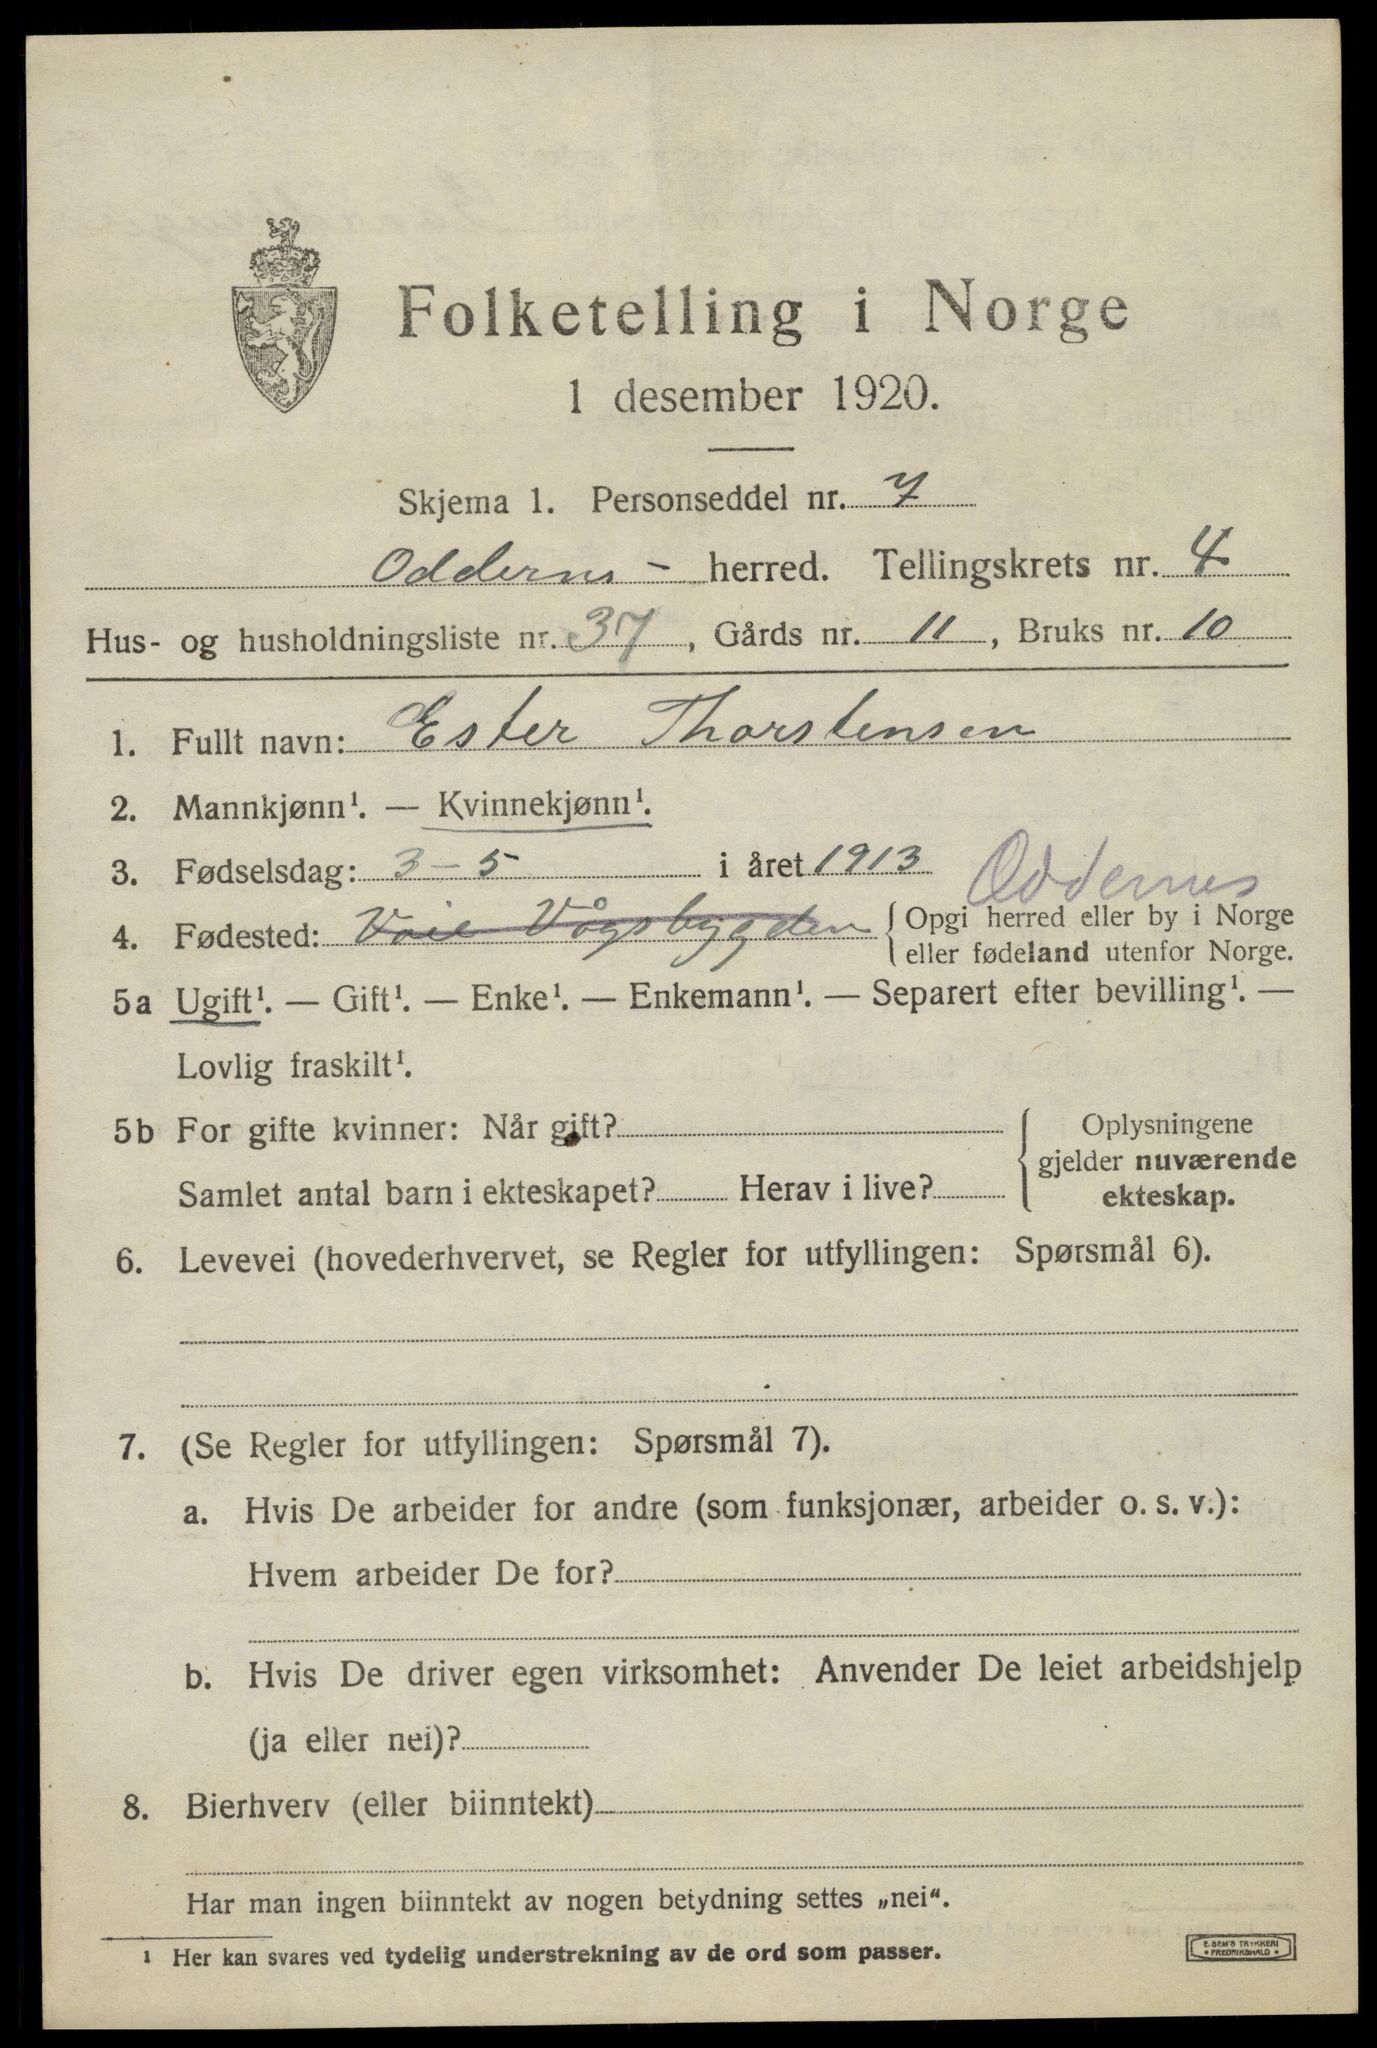 Folketelling i Norge
1 desember 1920.
Skjema 1. Personseddel nr. 7
Oddernes - herred. Tellingskrets nr. 4
Hus- og husholdningsliste nr. 37, Gårds nr. 11, Bruks nr. 10
1. Fullt navn: Ester Thorstensen
2. Mannkjønn¹. — Kvinnekjønn¹.
3. Fødselsdag: 3-5 i året 1913
Oddernes
4. Fødested: Voie Vågsbygden { Opgi herred eller by i Norge
eller fødeland utenfor Norge.
5a Ugift¹. — Gift¹. — Enke¹. — Enkemann¹. — Separert efter bevilling¹. —
Lovlig fraskilt¹.
5b For gifte kvinner: Når gift?
Samlet antal barn i ekteskapet? Herav i live?
{ Oplysningene
gjelder nuværende
ekteskap.
6. Levevei (hovederhvervet, se Regler for utfyllingen: Spørsmål 6).
7. (Se Regler for utfyllingen: Spørsmål 7).
a. Hvis De arbeider for andre (som funksjonær, arbeider o. s. v.):
Hvem arbeider De for?
b. Hvis De driver egen virksomhet: Anvender De leiet arbeidshjelp
(ja eller nei)?
8. Bierhverv (eller biinntekt)
Har man ingen biinntekt av nogen betydning settes „nei“.
¹ Her kan svares ved tydelig understrekning av de ord som passer.
E. SEM'S TRYKKERI
• FREDRIKSHALD •